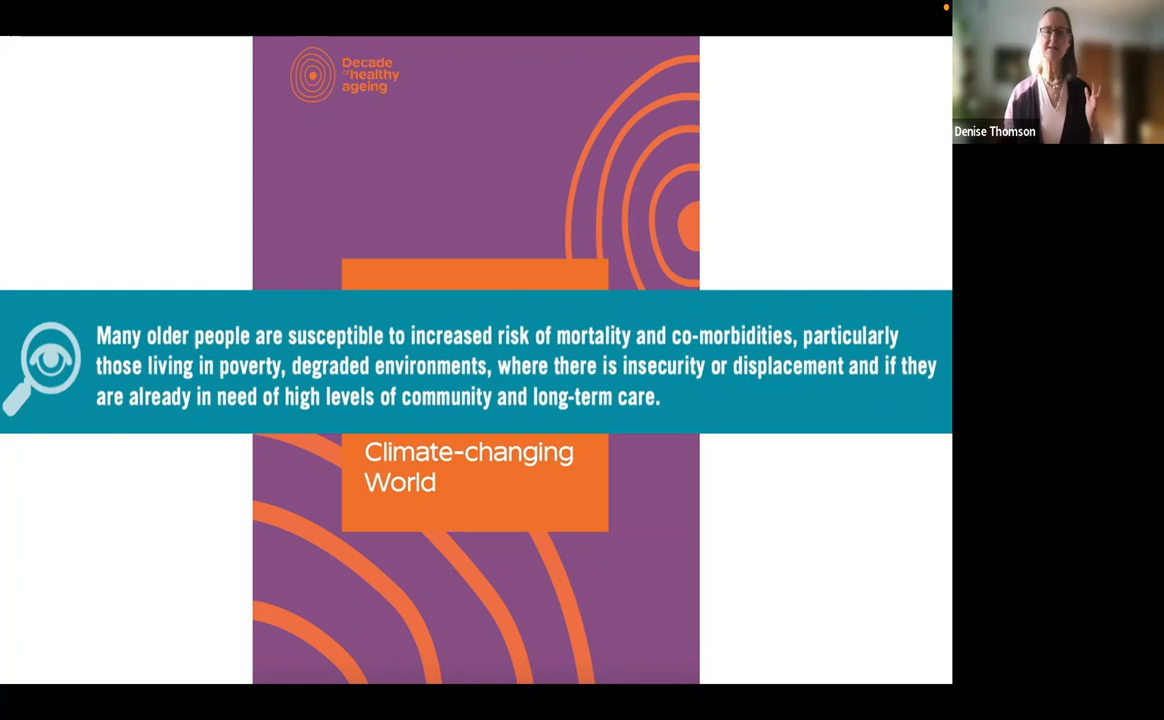 Decade
of healthy
ageing
Denise Thomson
Many older people are susceptible to increased risk of mortality and co-morbidities, particularly
those living in poverty, degraded environments, where there is insecurity or displacement and if they
are already in need of high levels of community and long-term care.
Climate-changing
World